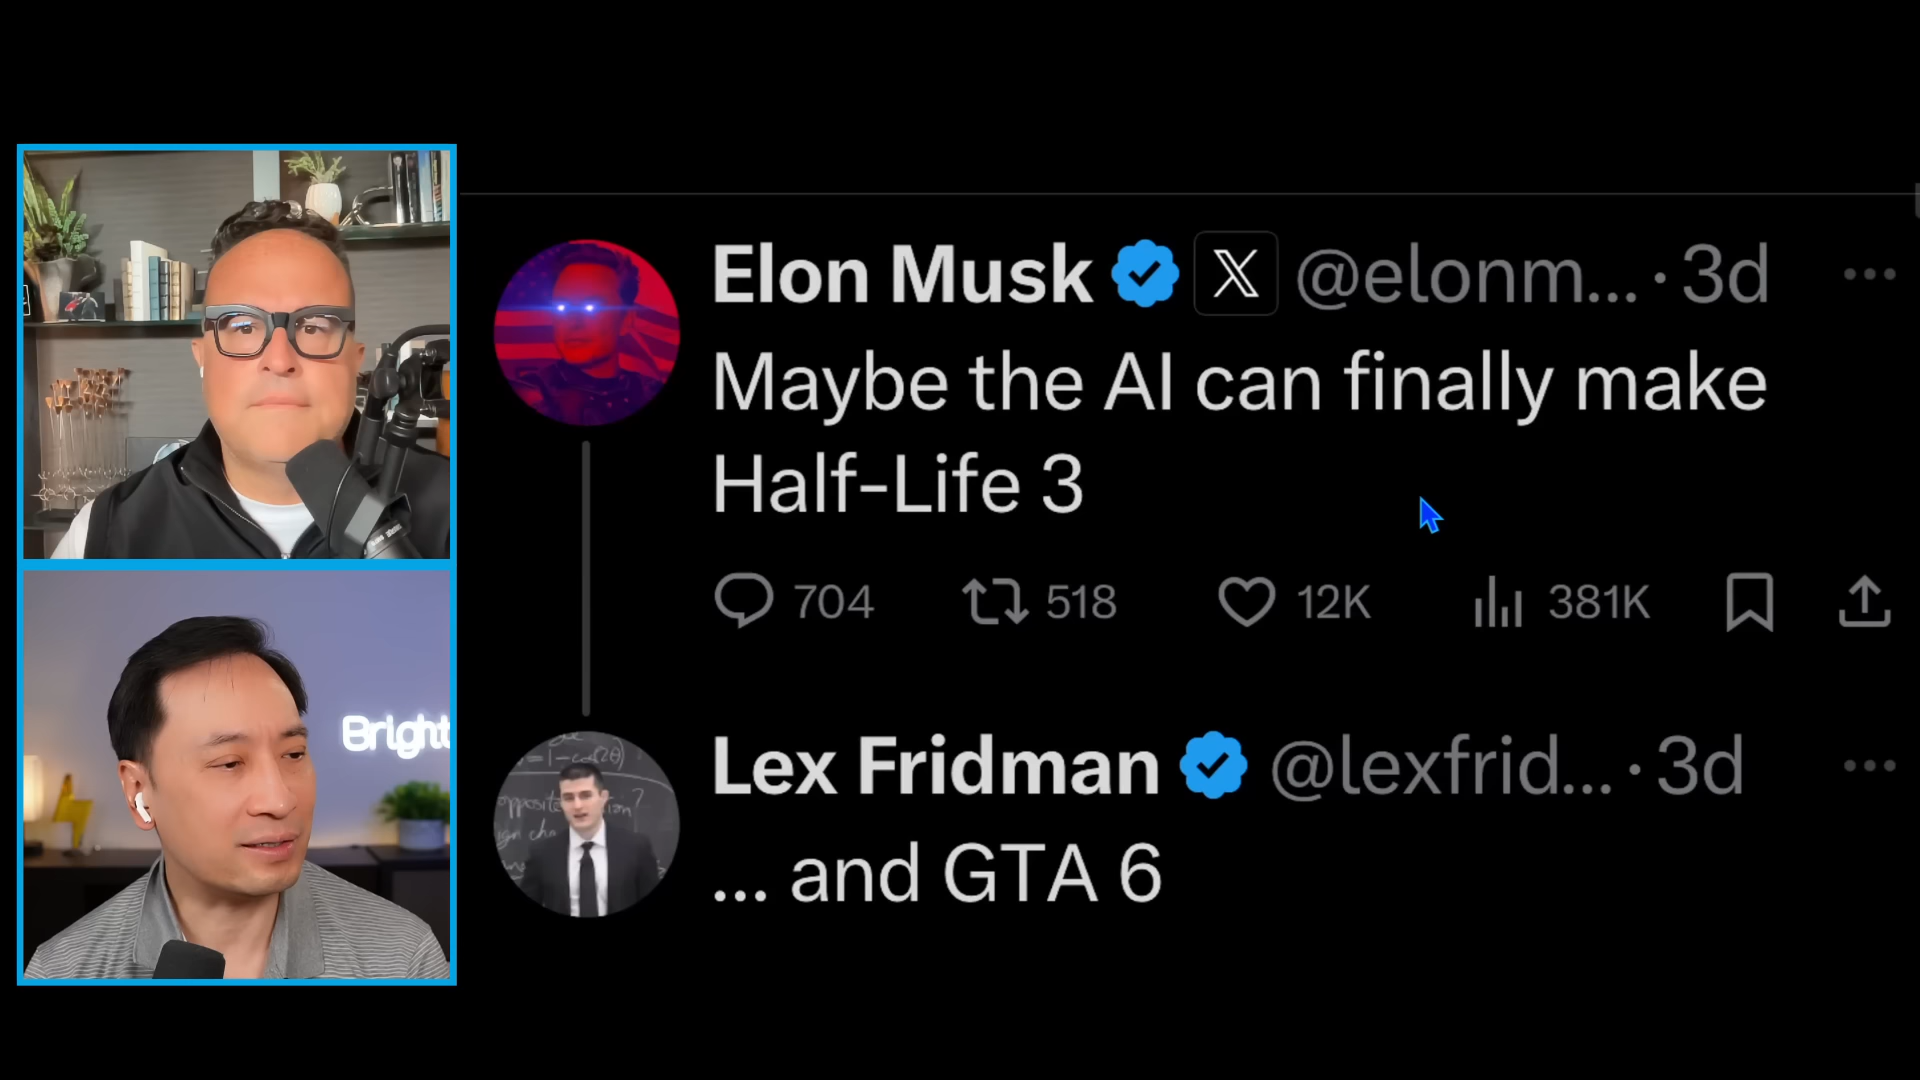 Elon Musk @elonm... · 3d
Maybe the AI can finally make
Half-Life 3
704 518 12K 381K
Lex Fridman @lexfrid... · 3d
... and GTA 6
Bright